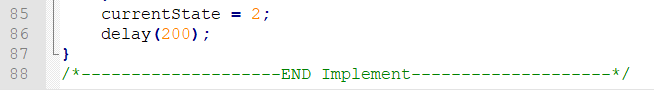 85 currentState = 2;
86 delay(200);
87 }
88 /*--------------------END Implement--------------------*/